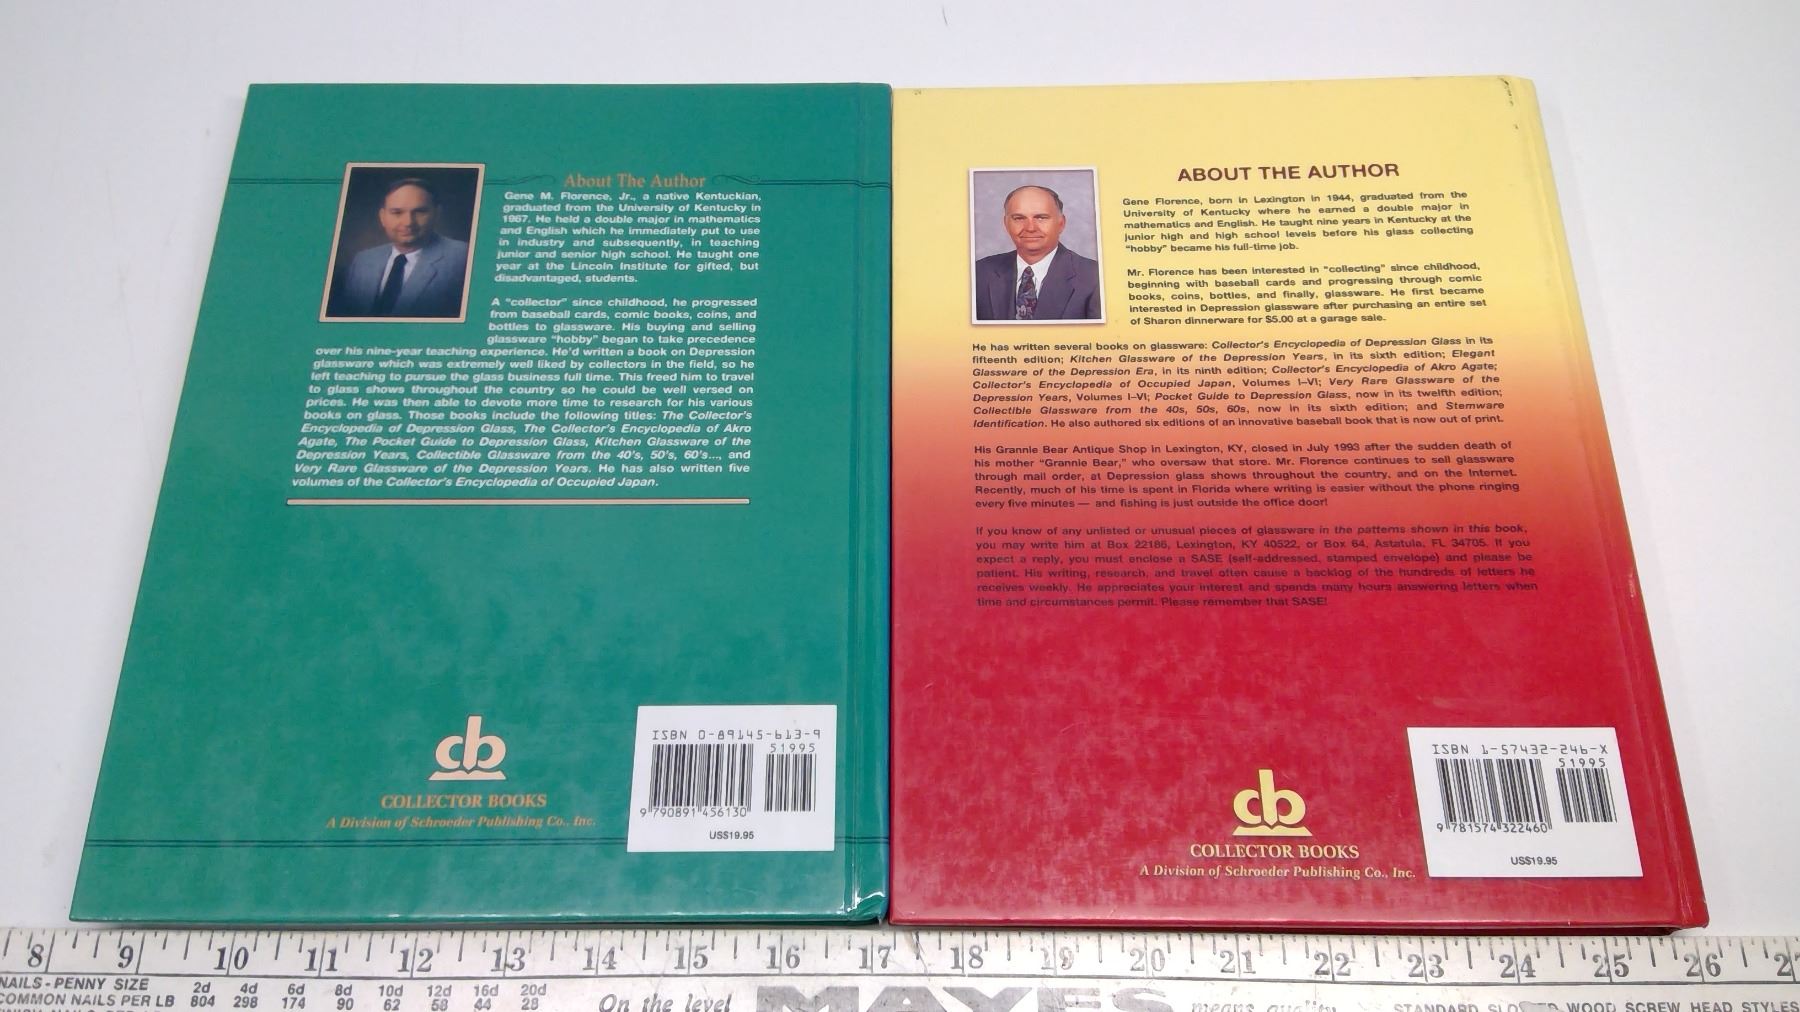 About The Author
Gene M. Florence, Jr., a native Kentuckian,
graduated from the University of Kentucky in
1967. He held a double major in mathematics
and English which he immediately put to use
in industry and subsequently, in teaching
junior and senior high school. He taught one
year at the Lincoln Institute for gifted, but
disadvantaged, students.
A "collector" since childhood, he progressed
from baseball cards, comic books, coins, and
bottles to glassware. His buying and selling
glassware "hobby" began to take precedence
over his nine-year teaching experience. He'd written a book on Depression
glassware which was extremely well liked by collectors in the field, so he
left teaching to pursue the glass business full time. This freed him to travel
to glass shows throughout the country so he could be well versed on
prices. He was then able to devote more time to research for his various
books on glass. Those books include the following titles: The Collector's
Encyclopedia of Depression Glass, The Collector's Encyclopedia of Akro
Agate, The Pocket Guide to Depression Glass, Kitchen Glassware of the
Depression Years, Collectible Glassware from the 40's, 50's, 60's..., and
Very Rare Glassware of the Depression Years. He has also written five
volumes of the Collector's Encyclopedia of Occupied Japan.
cb
COLLECTOR BOOKS
A Division of Schroeder Publishing Co., Inc.
ISBN 0-89145-613-9
51995
9 790891 456130
US$19.95
ABOUT THE AUTHOR
Gene Florence, born in Lexington in 1944, graduated from the
University of Kentucky where he earned a double major in
mathematics and English. He taught nine years in Kentucky at the
junior high and high school levels before his glass collecting
"hobby" became his full-time job.
Mr. Florence has been interested in "collecting" since childhood,
beginning with baseball cards and progressing through comic
books, coins, bottles, and finally, glassware. He first became
interested in Depression glassware after purchasing an entire set
of Sharon dinnerware for $5.00 at a garage sale.
He has written several books on glassware: Collector's Encyclopedia of Depression Glass in its
fifteenth edition; Kitchen Glassware of the Depression Years, in its sixth edition; Elegant
Glassware of the Depression Era, in its ninth edition; Collector's Encyclopedia of Akro Agate;
Collector's Encyclopedia of Occupied Japan, Volumes I–VI; Very Rare Glassware of the
Depression Years, Volumes I–VI; Pocket Guide to Depression Glass, now in its twelfth edition;
Collectible Glassware from the 40s, 50s, 60s, now in its sixth edition; and Stemware
Identification. He also authored six editions of an innovative baseball book that is now out of print.
His Grannie Bear Antique Shop in Lexington, KY, closed in July 1993 after the sudden death of
his mother "Grannie Bear," who oversaw that store. Mr. Florence continues to sell glassware
through mail order, at Depression glass shows throughout the country, and on the Internet.
Recently, much of his time is spent in Florida where writing is easier without the phone ringing
every five minutes — and fishing is just outside the office door!
If you know of any unlisted or unusual pieces of glassware in the patterns shown in this book,
you may write him at Box 22186, Lexington, KY 40522, or Box 64, Astatula, FL 34705. If you
expect a reply, you must enclose a SASE (self-addressed, stamped envelope) and please be
patient. His writing, research, and travel often cause a backlog of the hundreds of letters he
receives weekly. He appreciates your interest and spends many hours answering letters when
time and circumstances permit. Please remember that SASE!
cb
COLLECTOR BOOKS
A Division of Schroeder Publishing Co., Inc.
ISBN 1-57432-246-X
51995
9 781574 322460
US$19.95
8 9 10 11 12 13 14 15 16 17 18 19 20 21 22 23 24 25 26
NAILS - PENNY SIZE 2d 4d 6d 8d 10d 12d 16d 20d
COMMON NAILS PER LB 804 298 174 90 62 58 44 28
On the level MAYES means quality
STANDARD WOOD SCREW HEAD STYLES